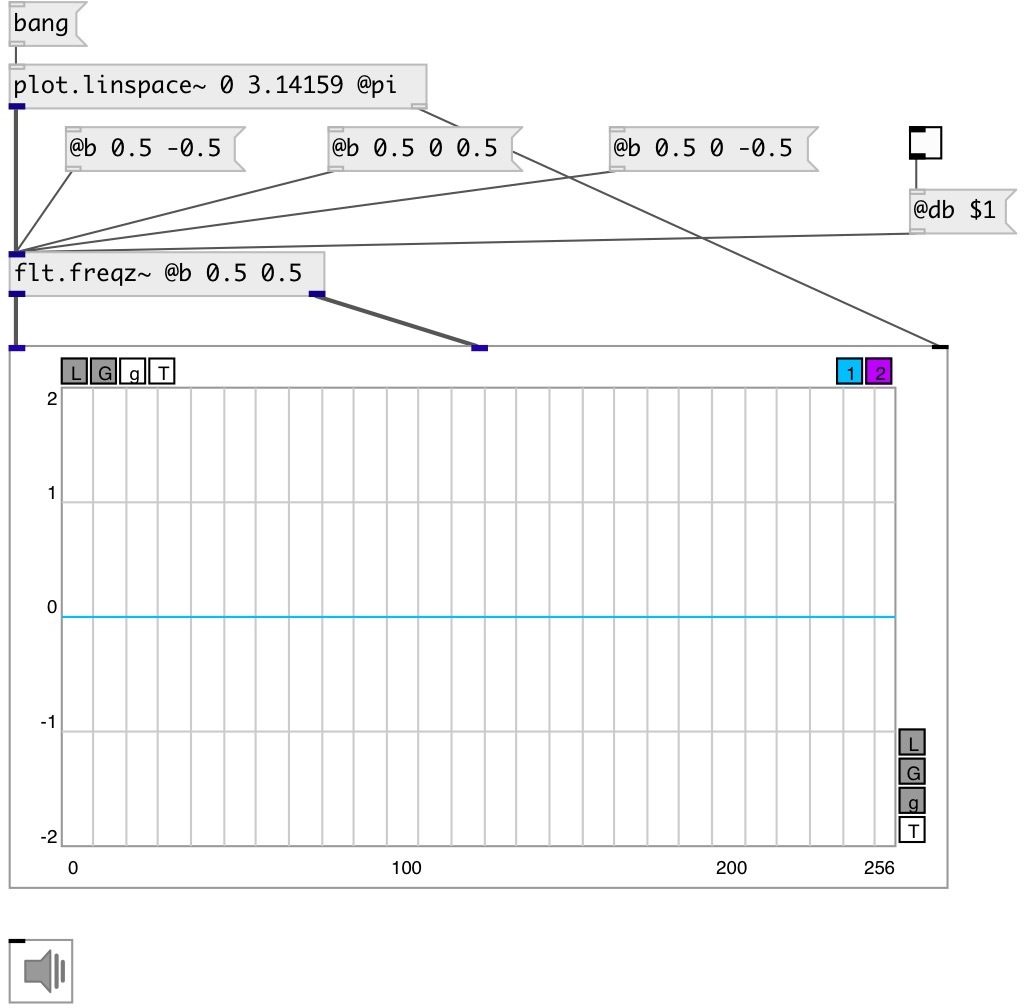 bang
plot.linspace~ 0 3.14159 @pi
@b 0.5 -0.5
@b 0.5 0 0.5
@b 0.5 0 -0.5
@db $1
flt.freqz~ @b 0.5 0.5
L G g T
1 2
2
1
0
-1
-2
L
G
g
T
0 100 200 256